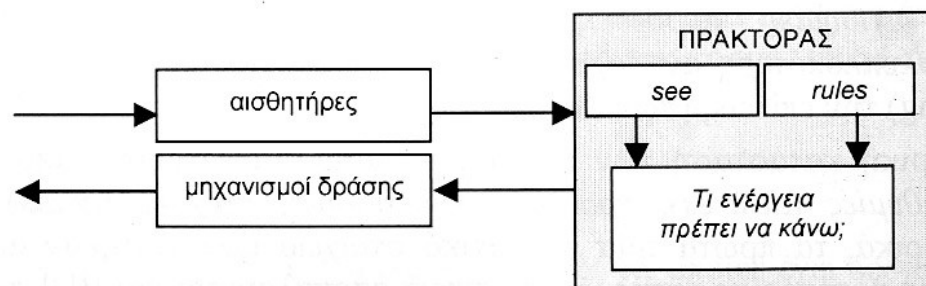 ΠΡΑΚΤΟΡΑΣ
αισθητήρες
see
rules
μηχανισμοί δράσης
Τι ενέργεια
πρέπει να κάνω;